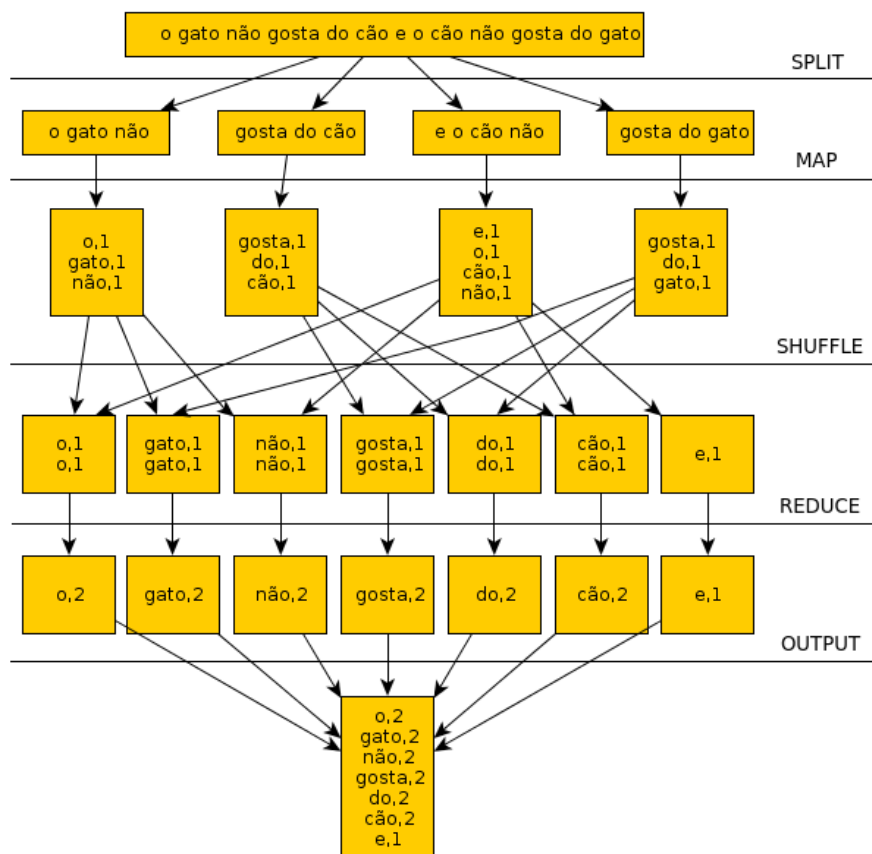 o gato não gosta do cão e o cão não gosta do gato
SPLIT
o gato não
gosta do cão
e o cão não
gosta do gato
MAP
o,1
gato,1
não,1
gosta,1
do,1
cão,1
e,1
o,1
cão,1
não,1
gosta,1
do,1
gato,1
SHUFFLE
o,1
o,1
gato,1
gato,1
não,1
não,1
gosta,1
gosta,1
do,1
do,1
cão,1
cão,1
e,1
REDUCE
o,2
gato,2
não,2
gosta,2
do,2
cão,2
e,1
OUTPUT
o,2
gato,2
não,2
gosta,2
do,2
cão,2
e,1